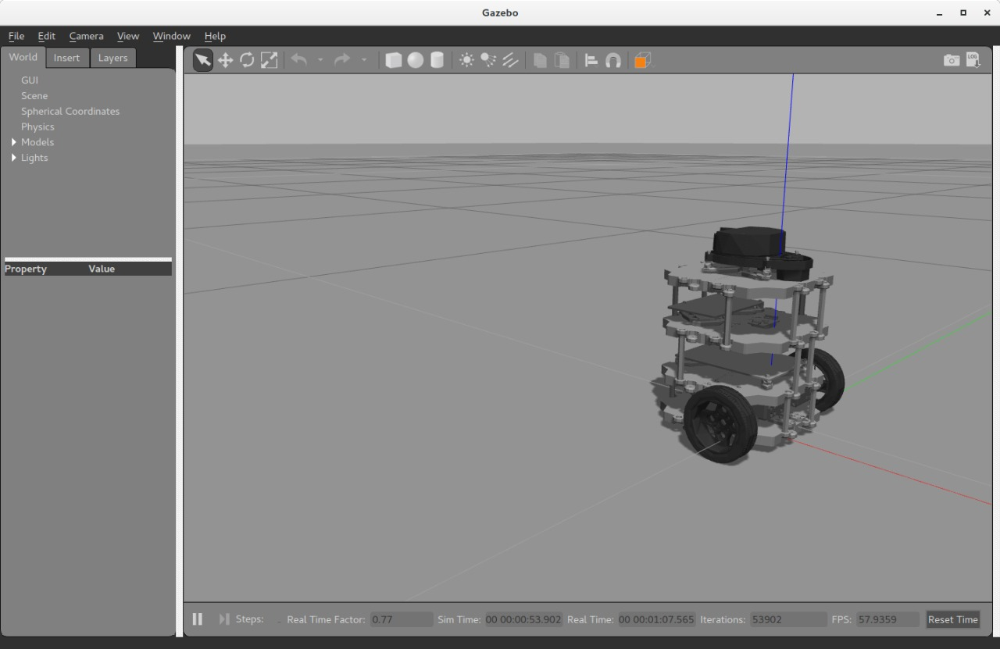 Gazebo
File Edit Camera View Window Help
World Insert Layers
LOG
GUI
Scene
Spherical Coordinates
Physics
Models
Lights
Property Value
Steps: Real Time Factor: 0.77 Sim Time: 00 00:00:53.902 Real Time: 00 00:01:07.565 Iterations: 53902 FPS: 57.9359 Reset Time